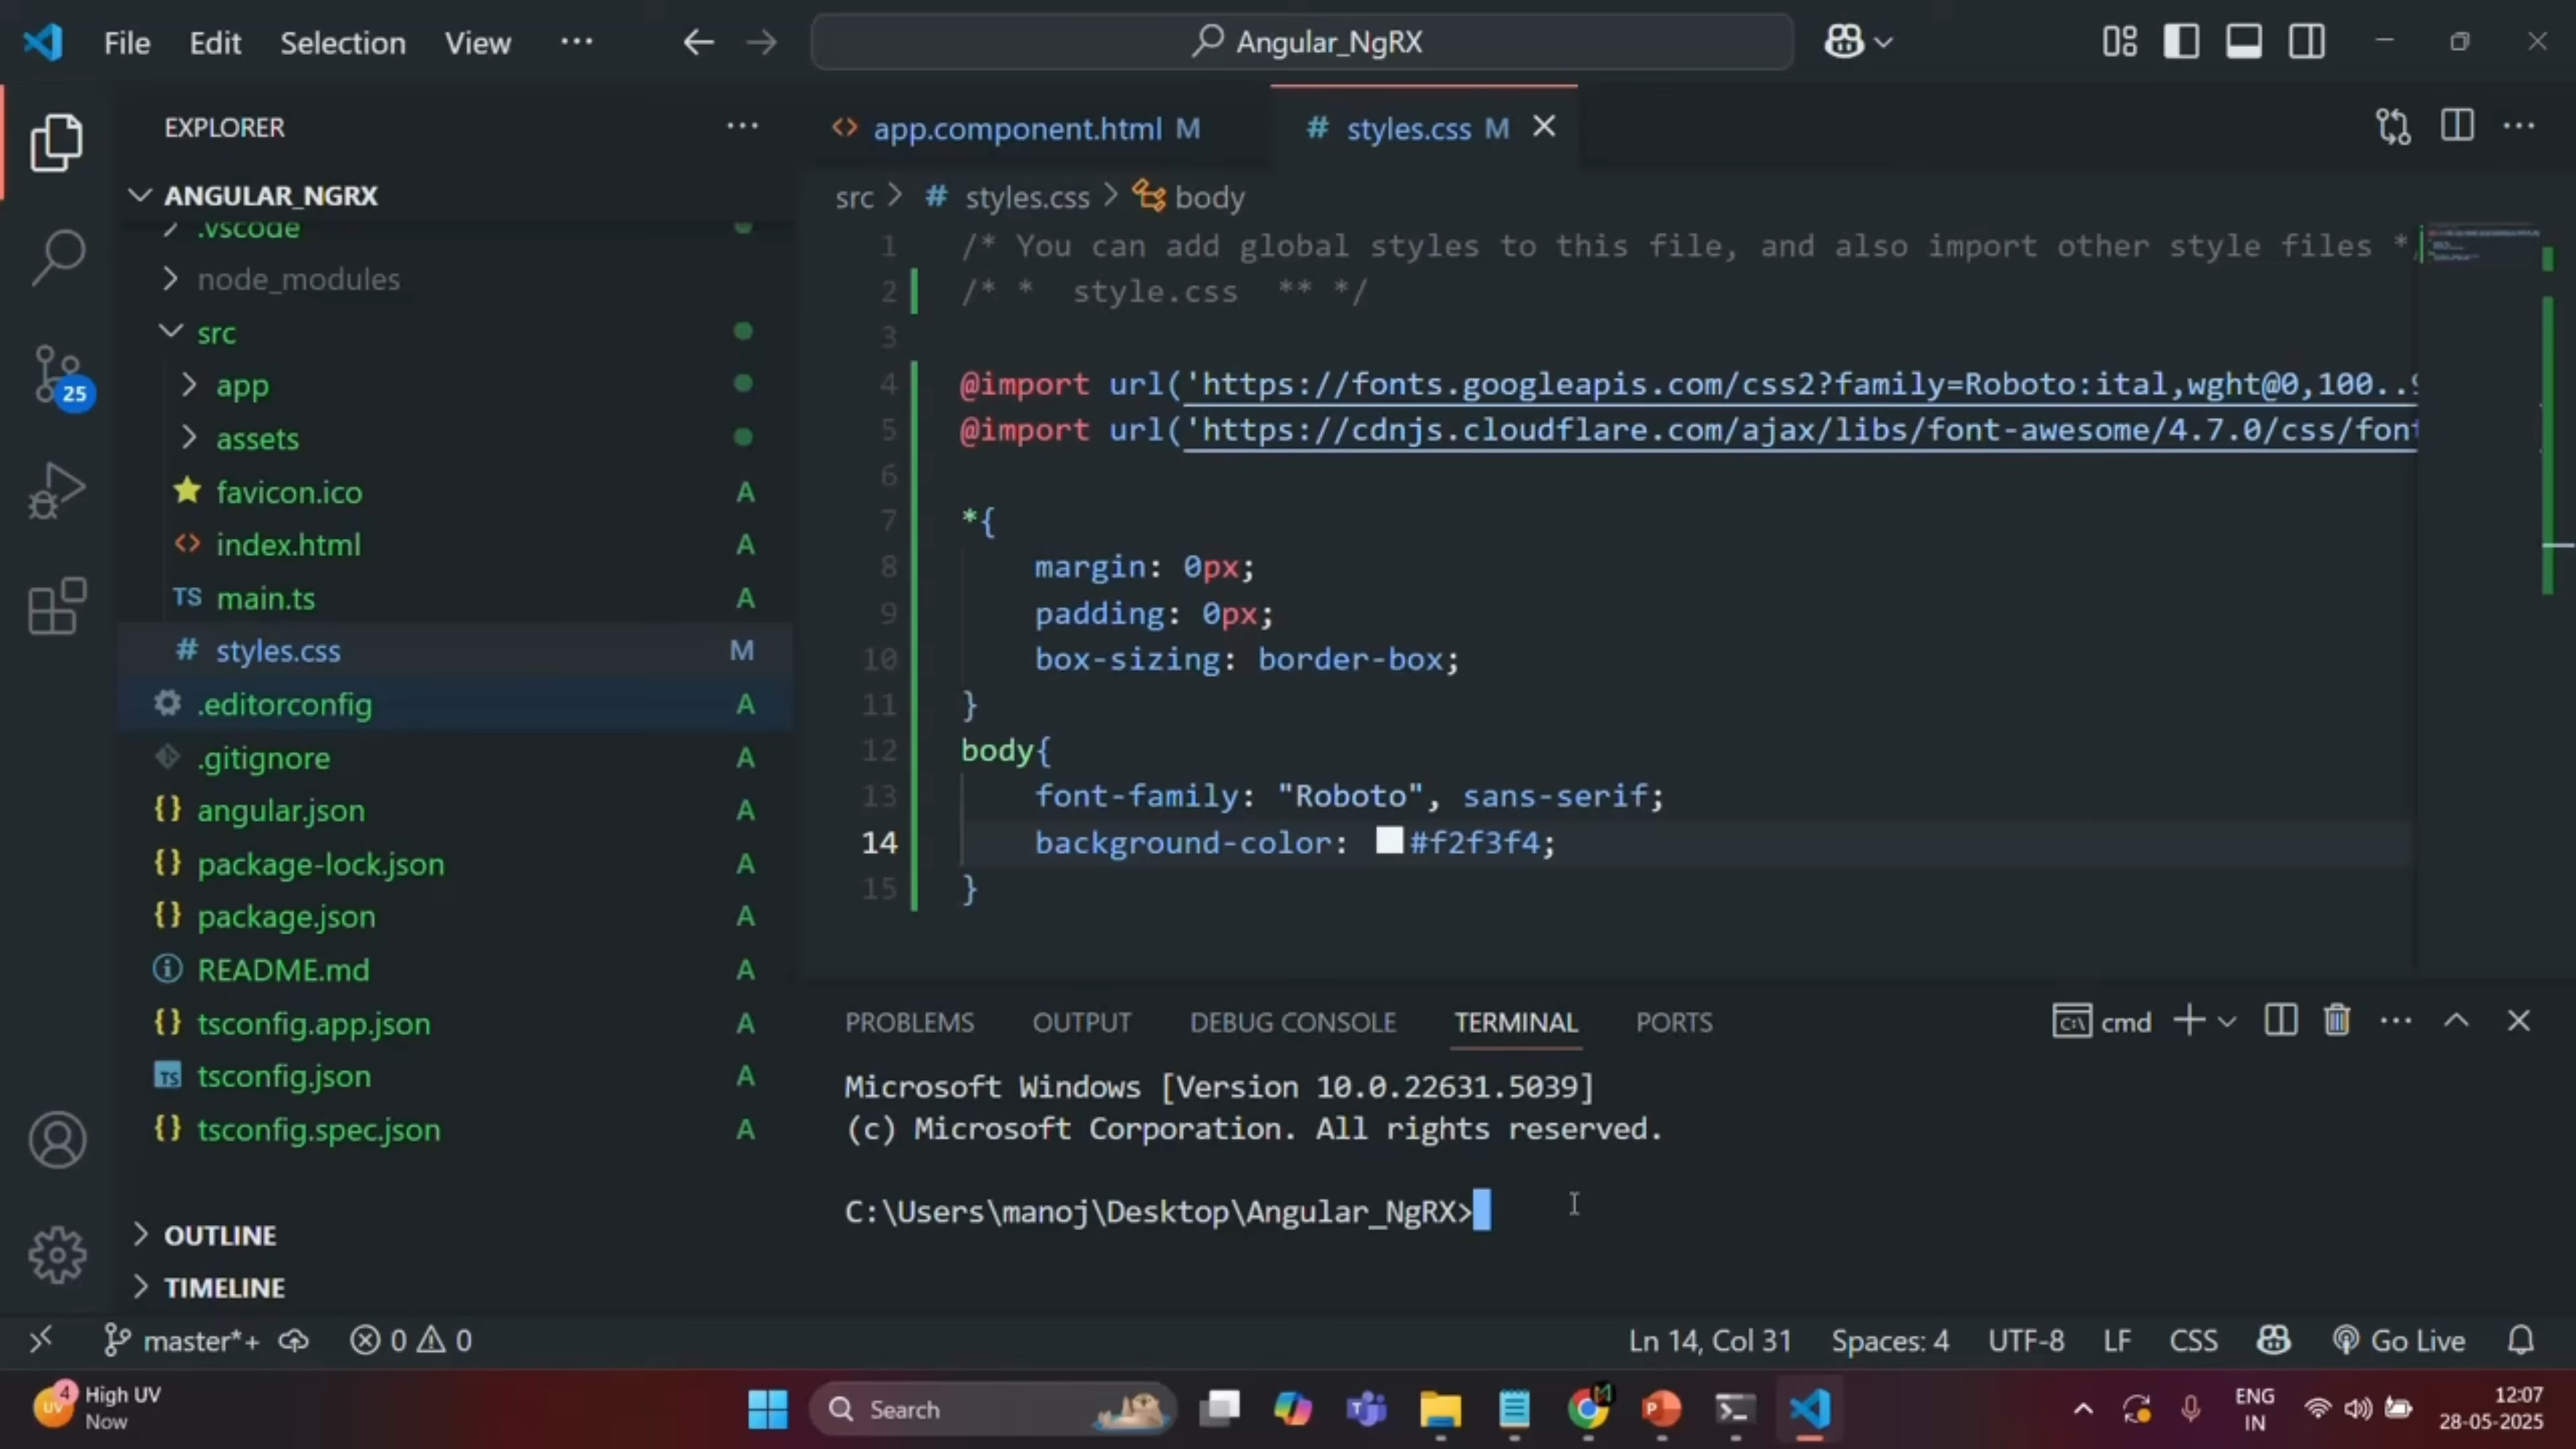 File Edit Selection View ... Angular_NgRX
EXPLORER ...
ANGULAR_NGRX
.vscode
node_modules
src
app
assets
favicon.ico A
<> index.html A
TS main.ts A
# styles.css M
.editorconfig A
.gitignore A
{} angular.json A
{} package-lock.json A
{} package.json A
README.md A
{} tsconfig.app.json A
TS tsconfig.json A
{} tsconfig.spec.json A
OUTLINE
TIMELINE
25
<> app.component.html M # styles.css M
src > # styles.css > body
1 /* You can add global styles to this file, and also import other style files *
2 /* *  style.css  ** */
3
4 @import url('https://fonts.googleapis.com/css2?family=Roboto:ital,wght@0,100..
5 @import url('https://cdnjs.cloudflare.com/ajax/libs/font-awesome/4.7.0/css/font
6
7 *{
8 margin: 0px;
9 padding: 0px;
10 box-sizing: border-box;
11 }
12 body{
13 font-family: "Roboto", sans-serif;
14 background-color: #f2f3f4;
15 }
PROBLEMS OUTPUT DEBUG CONSOLE TERMINAL PORTS cmd
Microsoft Windows [Version 10.0.22631.5039]
(c) Microsoft Corporation. All rights reserved.
C:\Users\manoj\Desktop\Angular_NgRX>
master*+ 0 0 Ln 14, Col 31 Spaces: 4 UTF-8 LF CSS Go Live
4 UV High UV
Now
Search
ENG
IN
12:07
28-05-2025